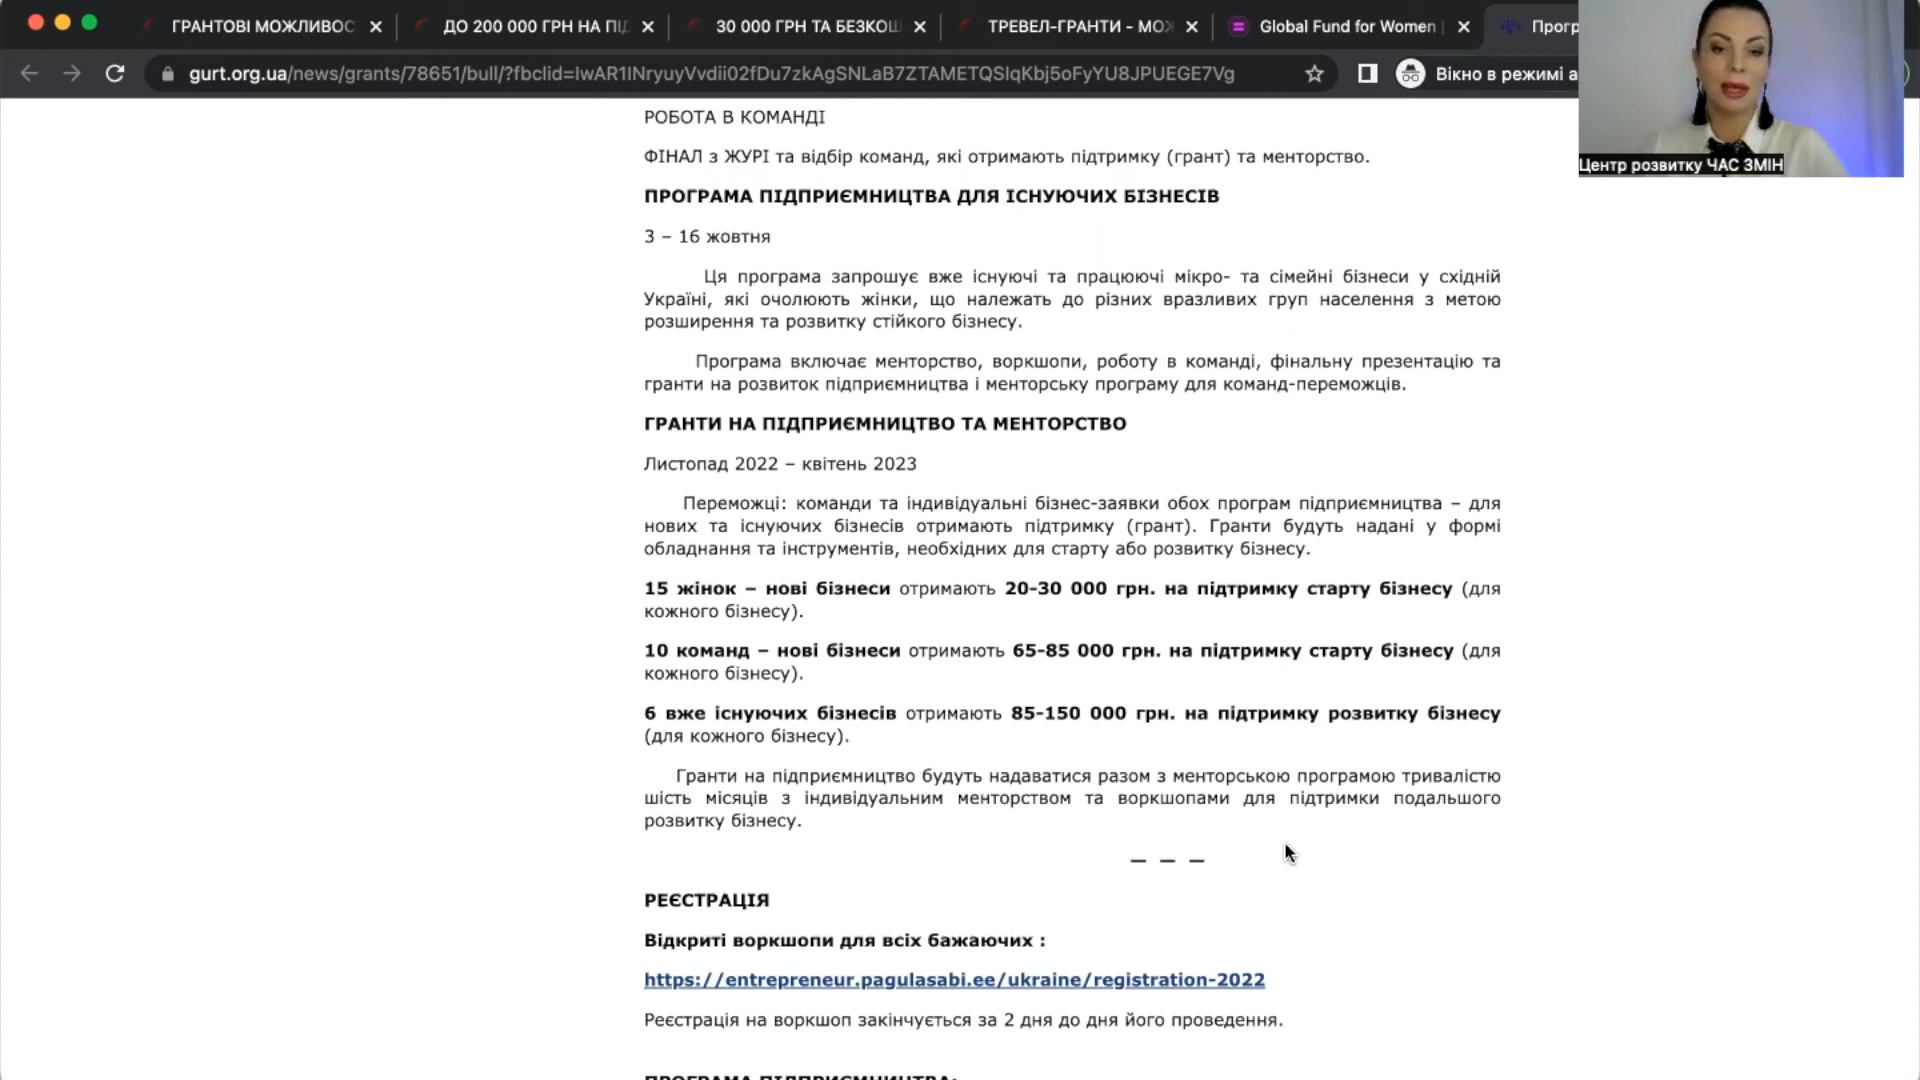 ГРАНТОВІ МОЖЛИВОС
ДО 200 000 ГРН НА ПІД
30 000 ГРН ТА БЕЗКОШ
ТРЕВЕЛ-ГРАНТИ - МОЖ
Global Fund for Women
Прогр
gurt.org.ua/news/grants/78651/bull/?fbclid=IwAR1INryuyVvdii02fDu7zkAgSNLaB7ZTAMETQSIqKbj5oFyYU8JPUEGE7Vg
Вікно в режимі а
Центр розвитку ЧАС ЗМІН
РОБОТА В КОМАНДІ
ФІНАЛ з ЖУРІ та відбір команд, які отримають підтримку (грант) та менторство.
ПРОГРАМА ПІДПРИЄМНИЦТВА ДЛЯ ІСНУЮЧИХ БІЗНЕСІВ
3 – 16 жовтня
Ця програма запрошує вже існуючі та працюючі мікро- та сімейні бізнеси у східній
Україні, які очолюють жінки, що належать до різних вразливих груп населення з метою
розширення та розвитку стійкого бізнесу.
Програма включає менторство, воркшопи, роботу в команді, фінальну презентацію та
гранти на розвиток підприємництва і менторську програму для команд-переможців.
ГРАНТИ НА ПІДПРИЄМНИЦТВО ТА МЕНТОРСТВО
Листопад 2022 – квітень 2023
Переможці: команди та індивідуальні бізнес-заявки обох програм підприємництва – для
нових та існуючих бізнесів отримають підтримку (грант). Гранти будуть надані у формі
обладнання та інструментів, необхідних для старту або розвитку бізнесу.
15 жінок – нові бізнеси отримають 20-30 000 грн. на підтримку старту бізнесу (для
кожного бізнесу).
10 команд – нові бізнеси отримають 65-85 000 грн. на підтримку старту бізнесу (для
кожного бізнесу).
6 вже існуючих бізнесів отримають 85-150 000 грн. на підтримку розвитку бізнесу
(для кожного бізнесу).
Гранти на підприємництво будуть надаватися разом з менторською програмою тривалістю
шість місяців з індивідуальним менторством та воркшопами для підтримки подальшого
розвитку бізнесу.
— — —
РЕЄСТРАЦІЯ
Відкриті воркшопи для всіх бажаючих :
https://entrepreneur.pagulasabi.ee/ukraine/registration-2022
Реєстрація на воркшоп закінчується за 2 дня до дня його проведення.
ПРОГРАМА ПІДПРИЄМНИЦТВА: